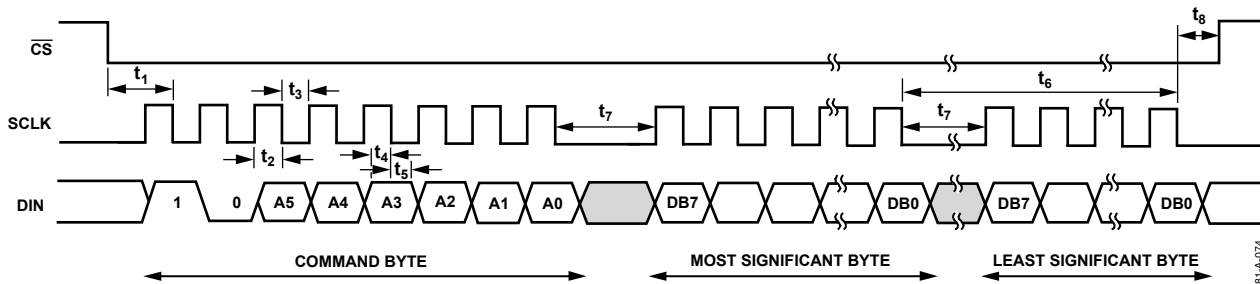 t8
CS
t1
t3
t6
SCLK
t7
t7
t2
t4
t5
DIN
1
0
A5
A4
A3
A2
A1
A0
DB7
DB0
DB7
DB0
COMMAND BYTE
MOST SIGNIFICANT BYTE
LEAST SIGNIFICANT BYTE